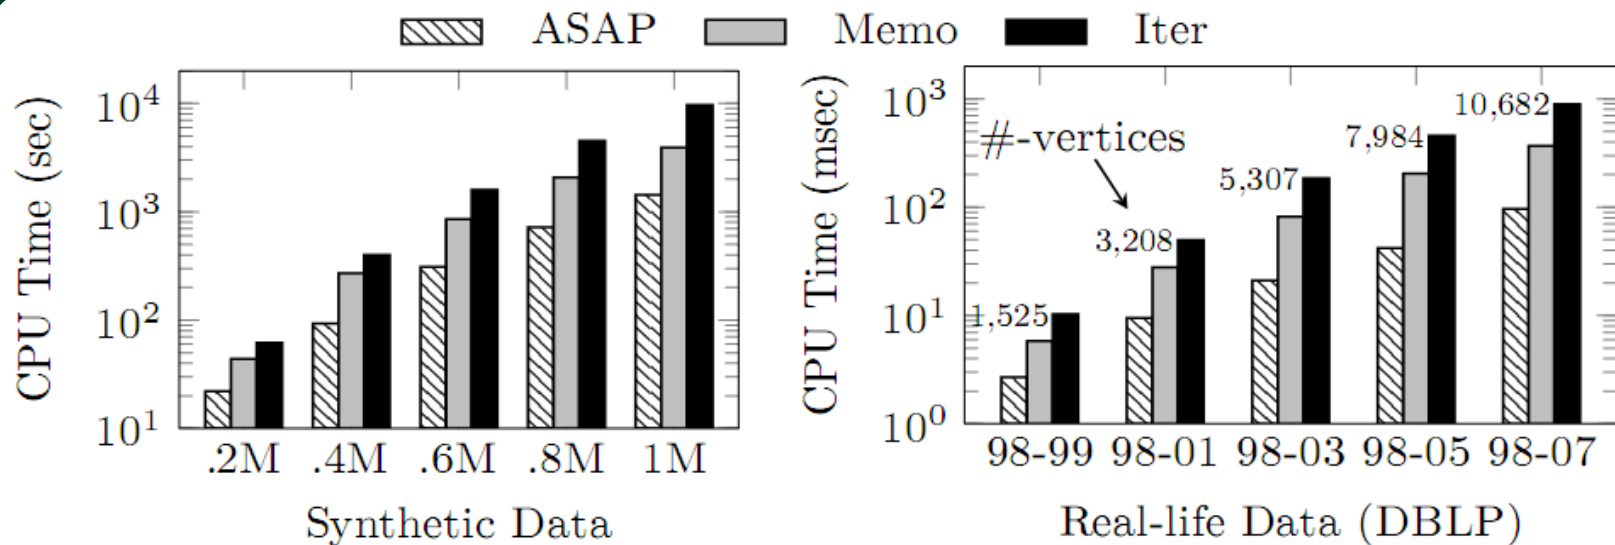 ASAP Memo Iter
CPU Time (sec)
10^4
10^3
10^2
10^1
.2M .4M .6M .8M 1M
Synthetic Data
CPU Time (msec)
10^3
10^2
10^1
10^0
#-vertices
1,525
3,208
5,307
7,984
10,682
98-99 98-01 98-03 98-05 98-07
Real-life Data (DBLP)